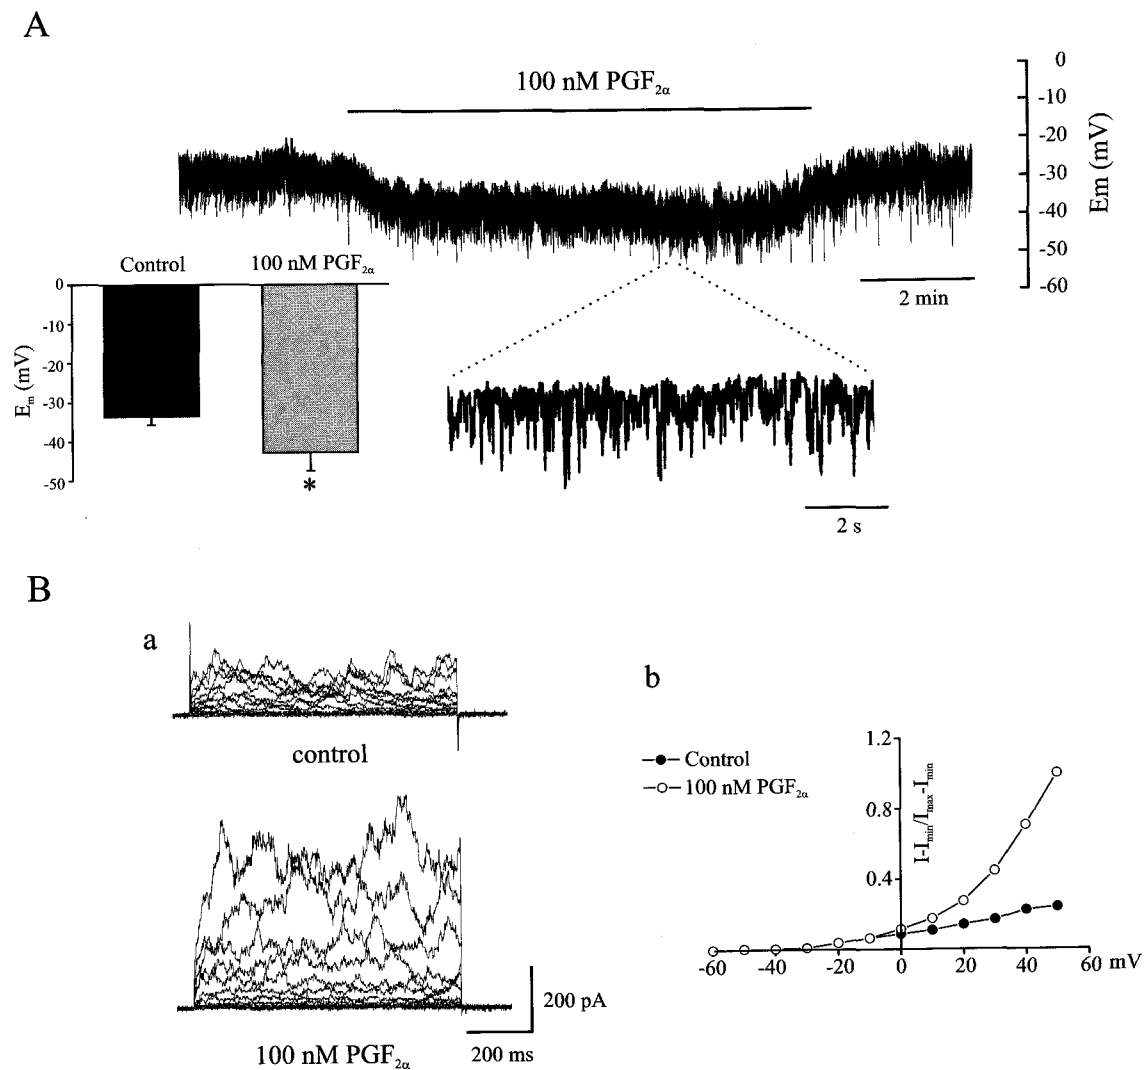 A
100 nM PGF2α
0
-10
-20
-30
-40
-50
-60
Em (mV)
2 min
Control
100 nM PGF2α
0
-10
-20
-30
-40
-50
Em (mV)
*
2 s
B
a
control
100 nM PGF2α
200 pA
200 ms
b
Control
100 nM PGF2α
1.2
0.8
0.4
I-Imin/Imax-Imin
-60 -40 -20 0 20 40 60 mV